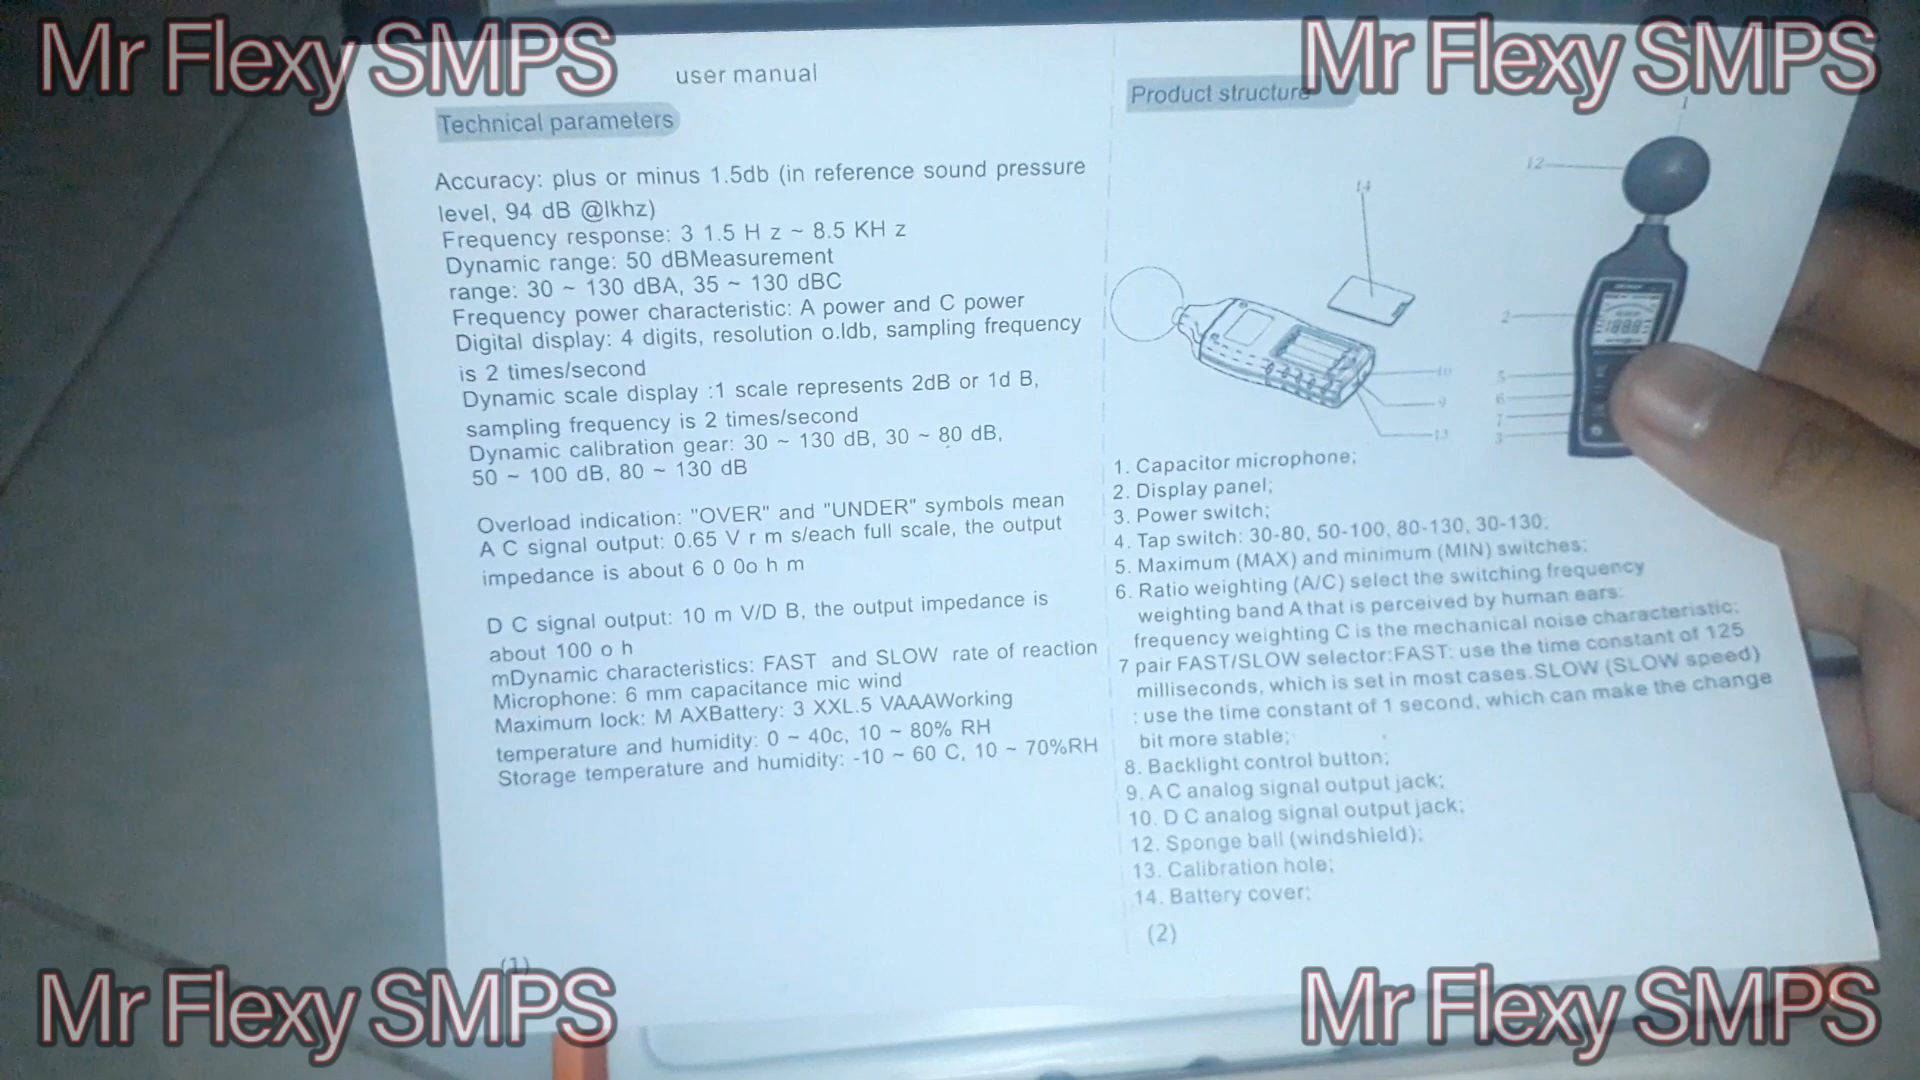 Mr Flexy SMPS
Mr Flexy SMPS
user manual
Technical parameters
Accuracy: plus or minus 1.5db (in reference sound pressure
level, 94 dB @lkhz)
Frequency response: 3 1.5 H z ~ 8.5 KH z
Dynamic range: 50 dBMeasurement
range: 30 ~ 130 dBA, 35 ~ 130 dBC
Frequency power characteristic: A power and C power
Digital display: 4 digits, resolution o.ldb, sampling frequency
is 2 times/second
Dynamic scale display :1 scale represents 2dB or 1d B,
sampling frequency is 2 times/second
Dynamic calibration gear: 30 ~ 130 dB, 30 ~ 80 dB,
50 ~ 100 dB, 80 ~ 130 dB
Overload indication: "OVER" and "UNDER" symbols mean
A C signal output: 0.65 V r m s/each full scale, the output
impedance is about 6 0 0o h m
D C signal output: 10 m V/D B, the output impedance is
about 100 o h
mDynamic characteristics: FAST and SLOW rate of reaction
Microphone: 6 mm capacitance mic wind
Maximum lock: M AXBattery: 3 XXL.5 VAAAWorking
temperature and humidity: 0 ~ 40c, 10 ~ 80% RH
Storage temperature and humidity: -10 ~ 60 C, 10 ~ 70%RH
(1)
Product structure
1
12
14
2
10
5
6
9
7
3
13
1. Capacitor microphone;
2. Display panel;
3. Power switch;
4. Tap switch: 30-80, 50-100, 80-130, 30-130;
5. Maximum (MAX) and minimum (MIN) switches;
6. Ratio weighting (A/C) select the switching frequency
weighting band A that is perceived by human ears;
frequency weighting C is the mechanical noise characteristic;
7 pair FAST/SLOW selector:FAST: use the time constant of 125
milliseconds, which is set in most cases.SLOW (SLOW speed)
: use the time constant of 1 second, which can make the change
bit more stable;
8. Backlight control button;
9. A C analog signal output jack;
10. D C analog signal output jack;
12. Sponge ball (windshield);
13. Calibration hole;
14. Battery cover;
(2)
Mr Flexy SMPS
Mr Flexy SMPS